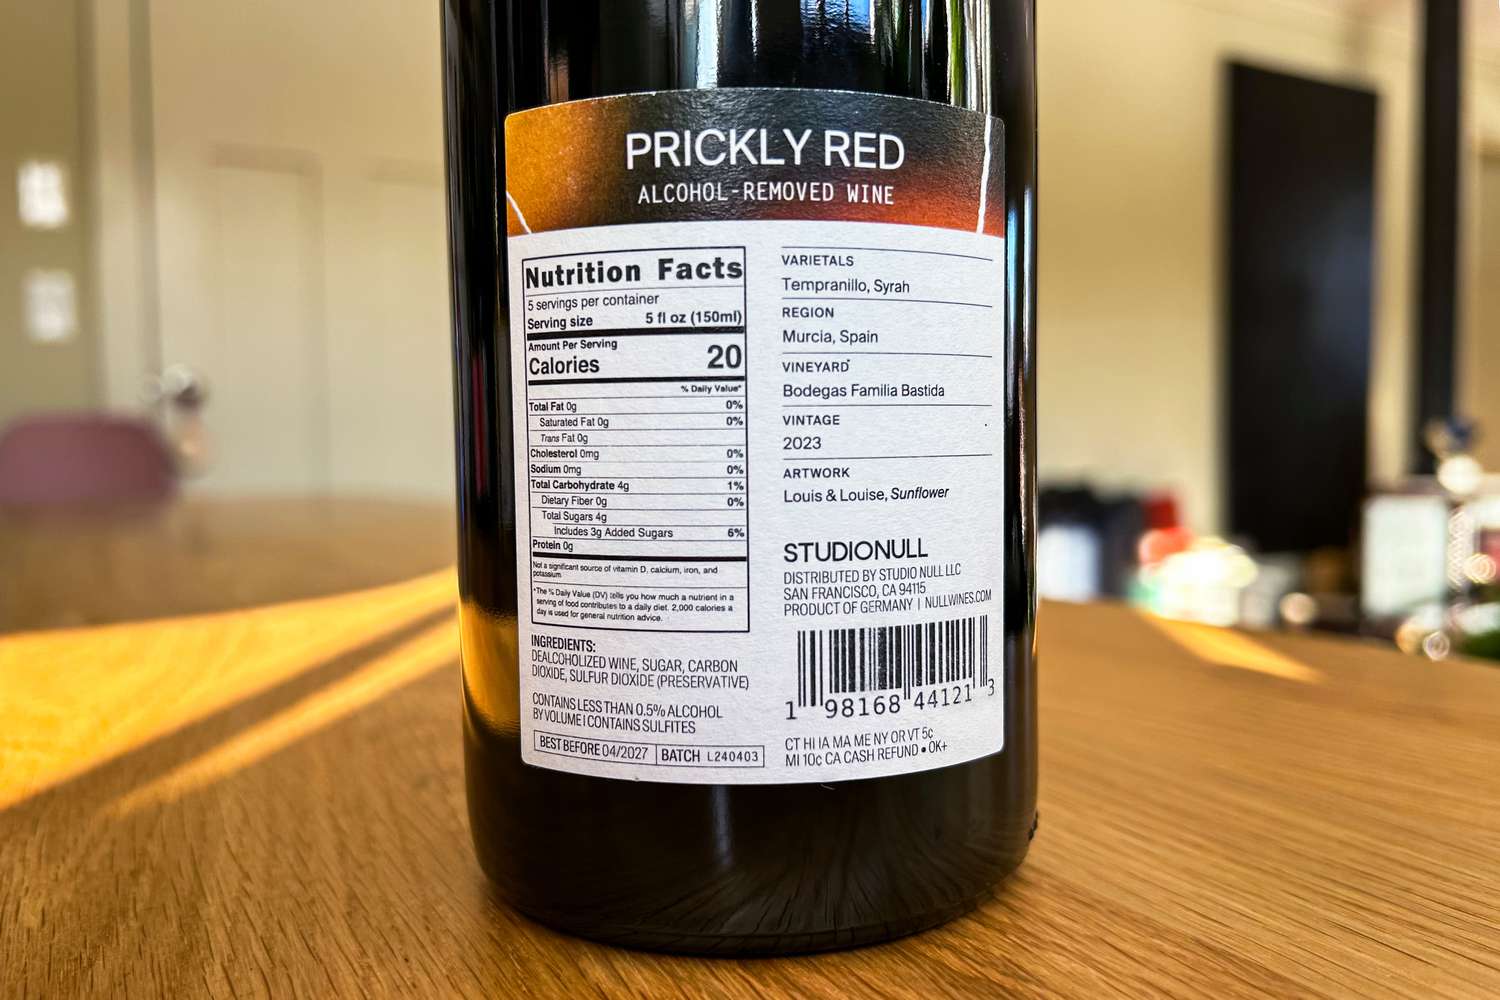 PRICKLY RED
ALCOHOL-REMOVED WINE
Nutrition Facts
5 servings per container
Serving size 5 fl oz (150ml)
Amount Per Serving
Calories 20
% Daily Value*
Total Fat 0g 0%
Saturated Fat 0g 0%
Trans Fat 0g
Cholesterol 0mg 0%
Sodium 0mg 0%
Total Carbohydrate 4g 1%
Dietary Fiber 0g 0%
Total Sugars 4g
Includes 3g Added Sugars 6%
Protein 0g
Not a significant source of vitamin D, calcium, iron, and
potassium
*The % Daily Value (DV) tells you how much a nutrient in a
serving of food contributes to a daily diet. 2,000 calories a
day is used for general nutrition advice.
INGREDIENTS:
DEALCOHOLIZED WINE, SUGAR, CARBON
DIOXIDE, SULFUR DIOXIDE (PRESERVATIVE)
CONTAINS LESS THAN 0.5% ALCOHOL
BY VOLUME | CONTAINS SULFITES
BEST BEFORE 04/2027 BATCH L240403
VARIETALS
Tempranillo, Syrah
REGION
Murcia, Spain
VINEYARD
Bodegas Familia Bastida
VINTAGE
2023
ARTWORK
Louis & Louise, Sunflower
STUDIONULL
DISTRIBUTED BY STUDIO NULL LLC
SAN FRANCISCO, CA 94115
PRODUCT OF GERMANY | NULLWINES.COM
1 98168 44121 3
CT HI IA MA ME NY OR VT 5¢
MI 10¢ CA CASH REFUND • OK+